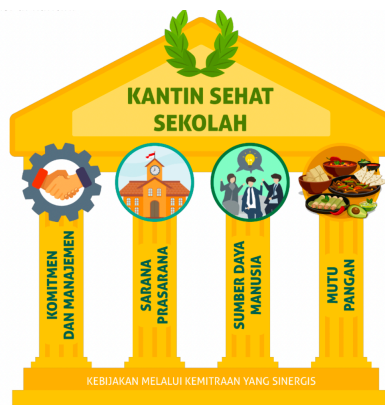 KANTIN SEHAT
SEKOLAH
KOMITMEN
DAN MANAJEMEN
SARANA
PRASARANA
SUMBER DAYA
MANUSIA
MUTU
PANGAN
KEBIJAKAN MELALUI KEMITRAAN YANG SINERGIS